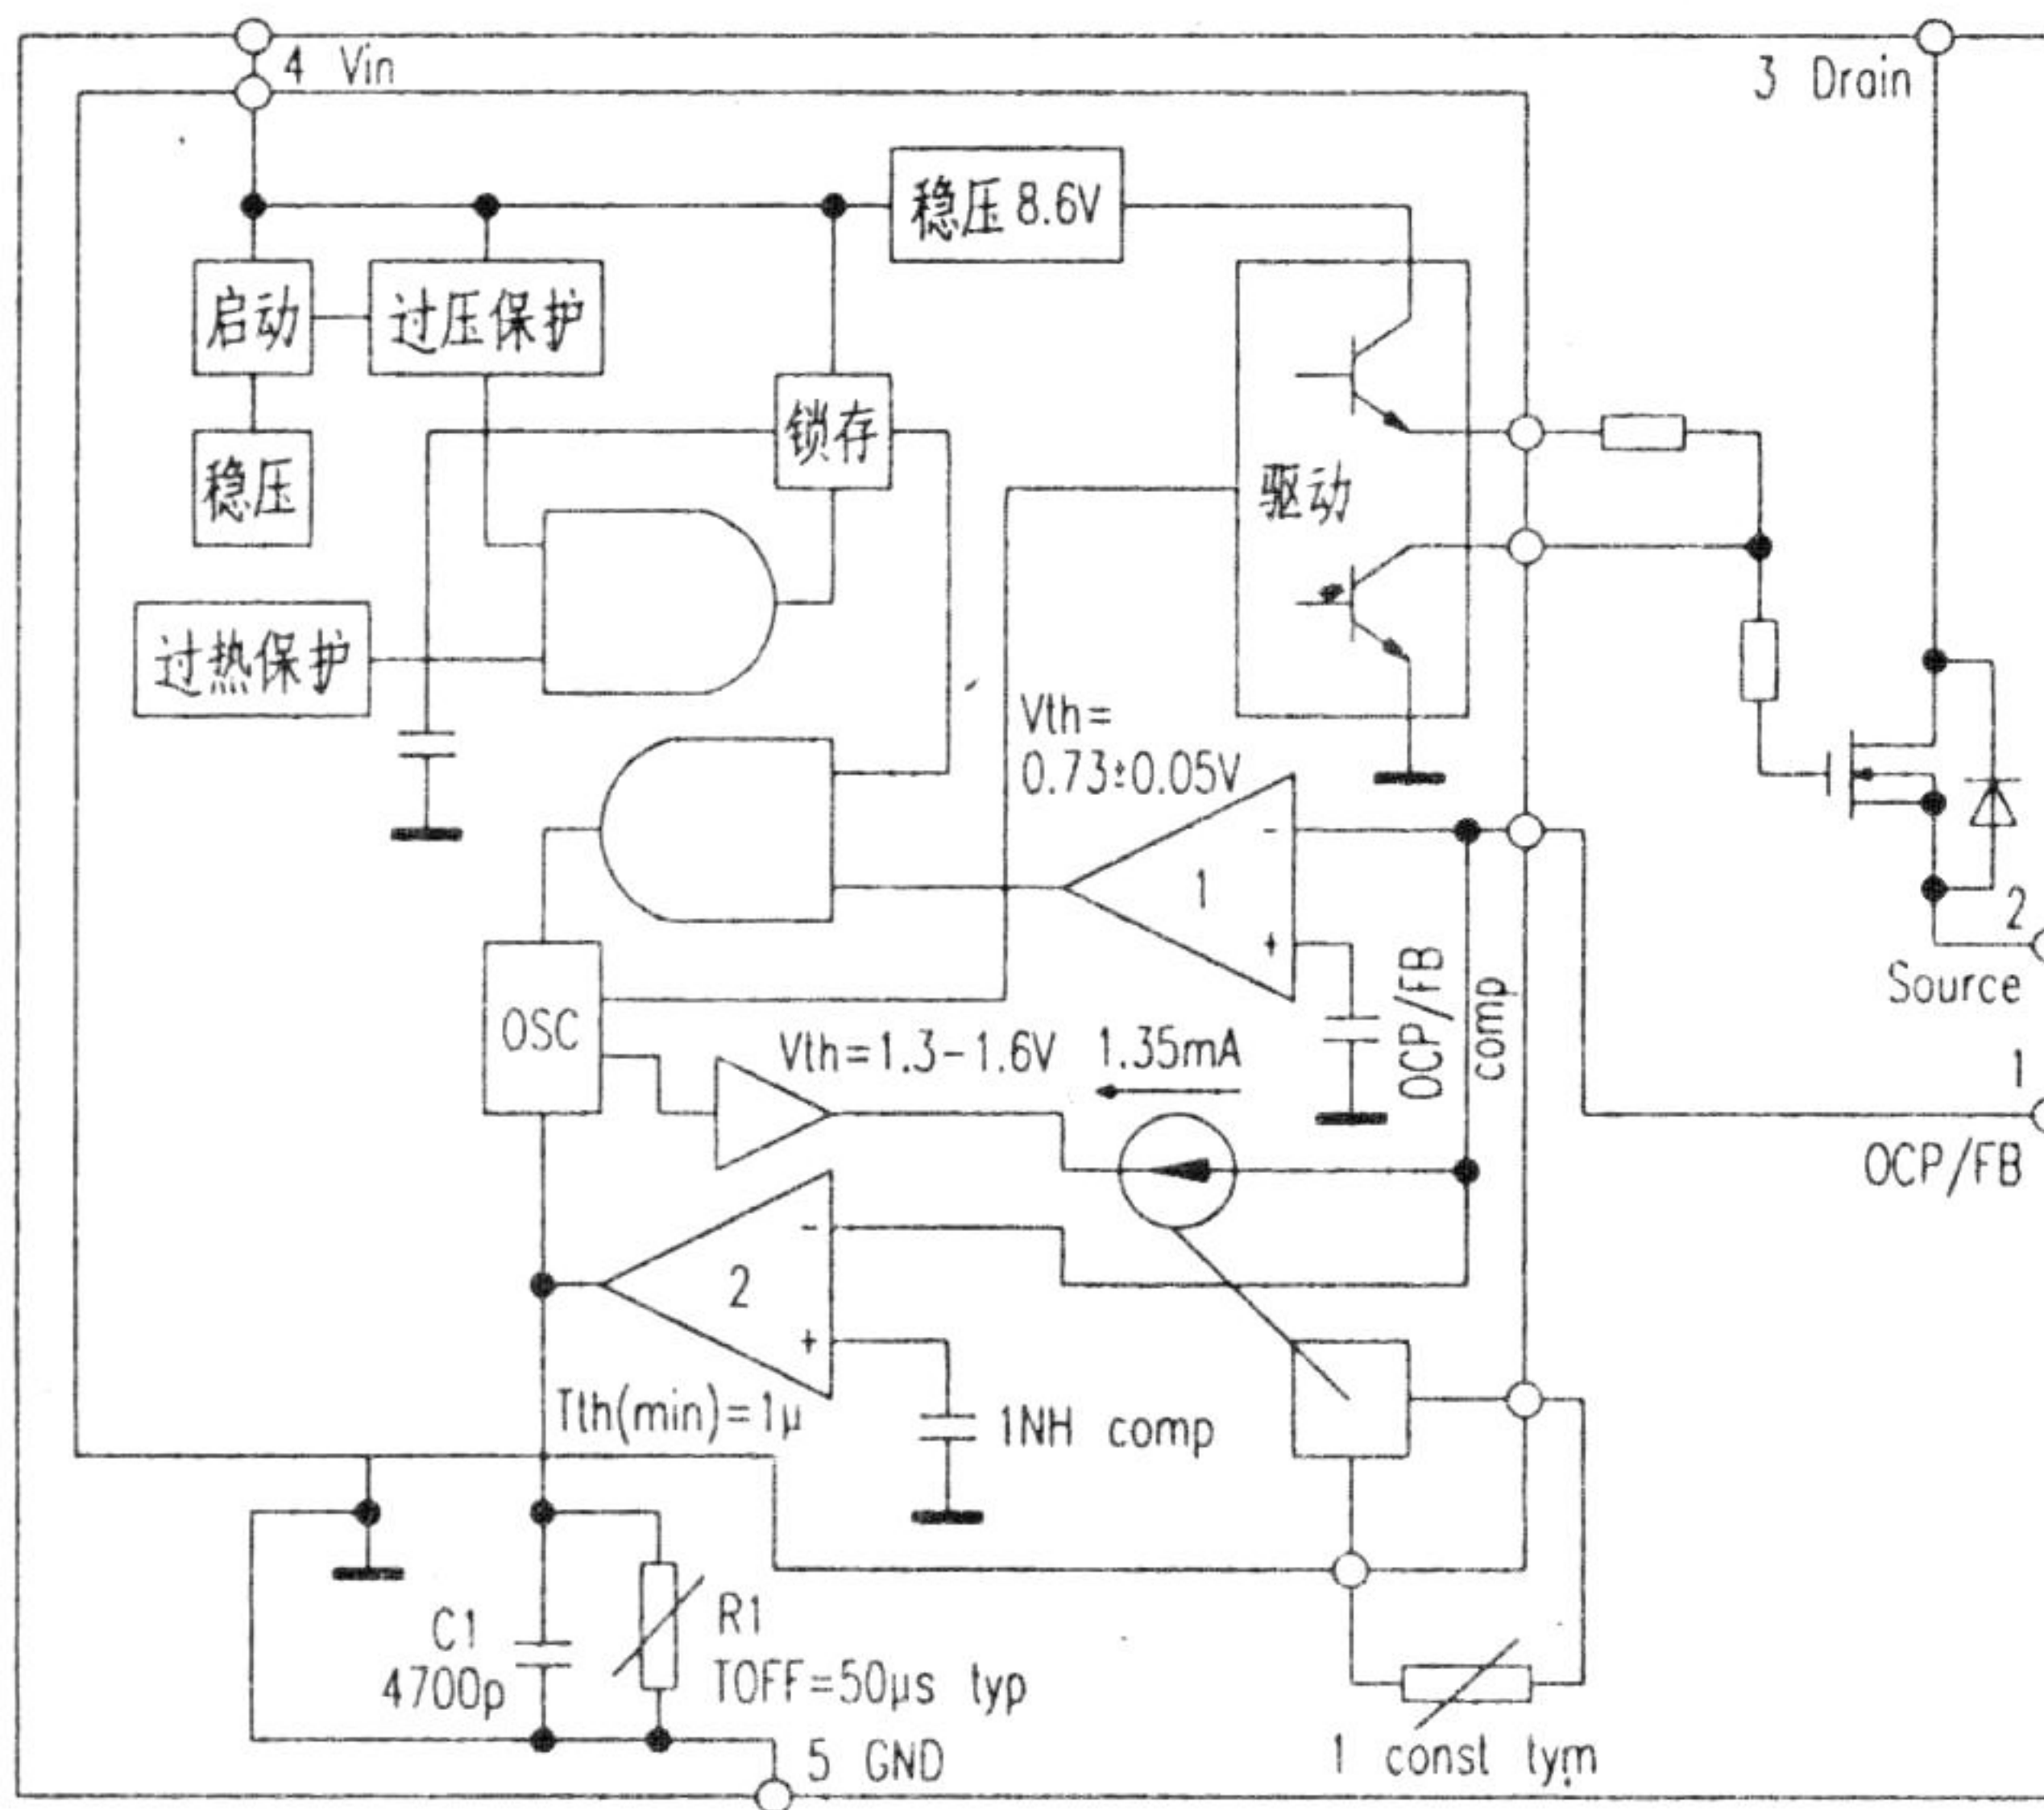 4 Vin
3 Drain
稳压 8.6V
启动
过压保护
锁存
稳压
驱动
过热保护
Vth=
0.73±0.05V
-
1
+
2
Source
OCP/FB
comp
OSC
Vth=1.3-1.6V
1.35mA
1
OCP/FB
-
2
+
Tth(min)=1μ
1NH comp
C1
4700p
R1
TOFF=50μs typ
1 const tym
5 GND